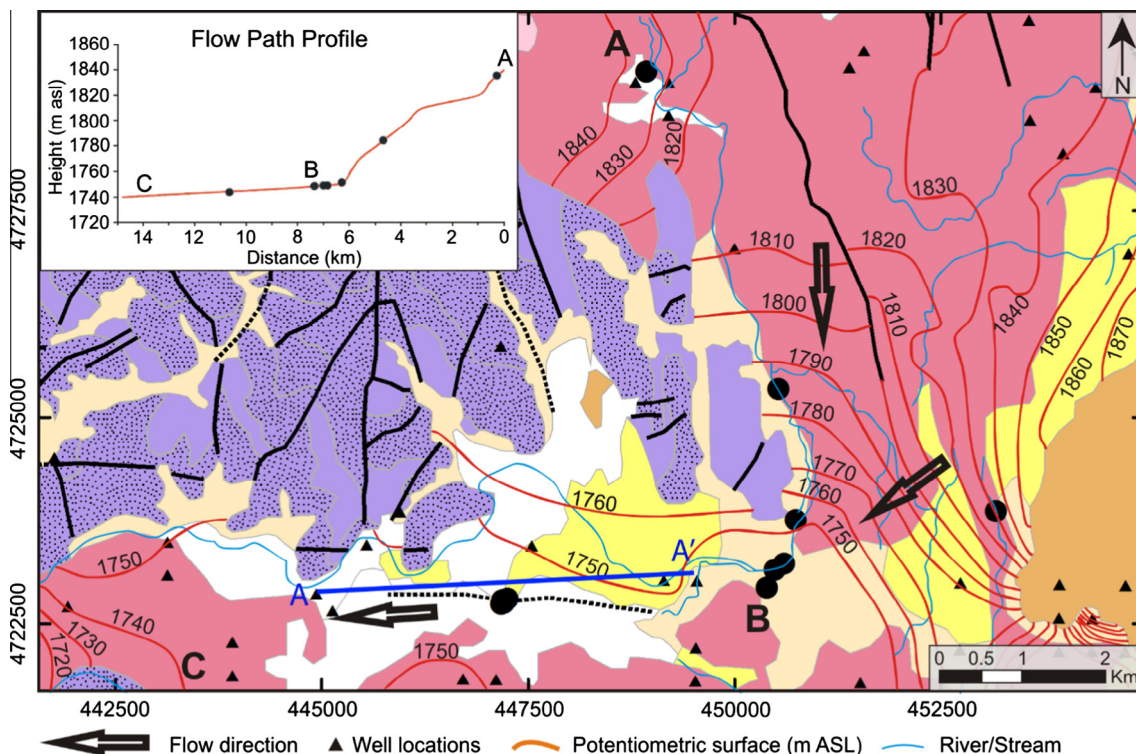 Flow Path Profile
1860
1840
1820
1800
1780
1760
1740
1720
Height (m asl)
A
B
C
14 12 10 8 6 4 2 0
Distance (km)
A
N
1840
1830
1820
1830
1810
1820
1800
1810
1840
1850
1870
1860
1790
1780
1770
1760
1750
1760
1750
A'
A
B
1750
1740
1730
1720
C
1750
0 0.5 1 2
Km
4727500
4725000
4722500
442500 445000 447500 450000 452500
Flow direction Well locations Potentiometric surface (m ASL) River/Stream